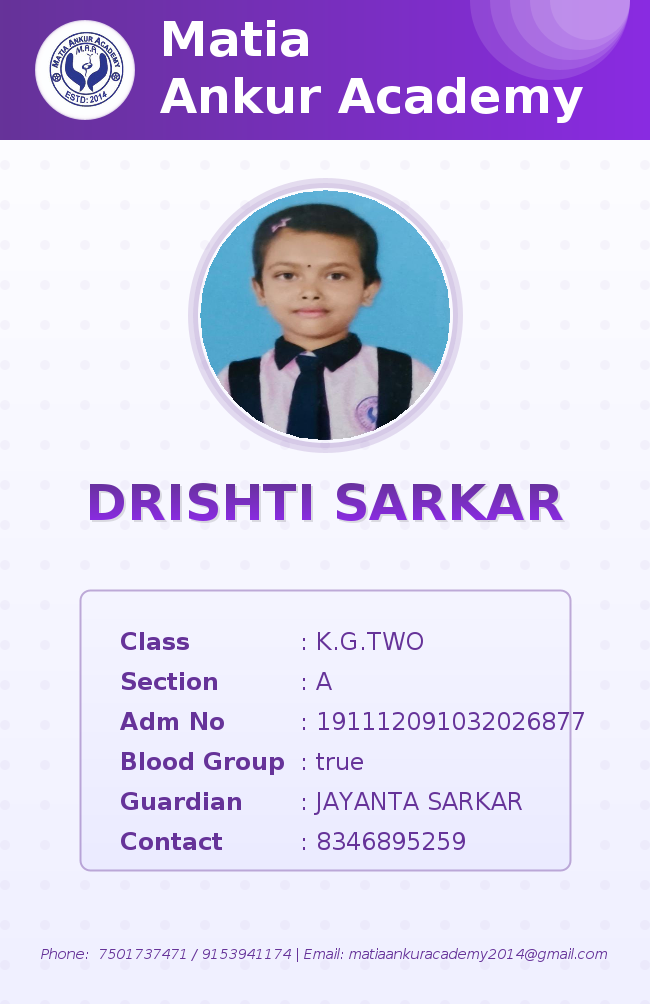 MATIA ANKUR ACADEMY
M.A.A
ESTD: 2014
Matia
Ankur Academy
DRISHTI SARKAR
Class : K.G.TWO
Section : A
Adm No : 191112091032026877
Blood Group : true
Guardian : JAYANTA SARKAR
Contact : 8346895259
Phone: 7501737471 / 9153941174 | Email: matiaankuracademy2014@gmail.com